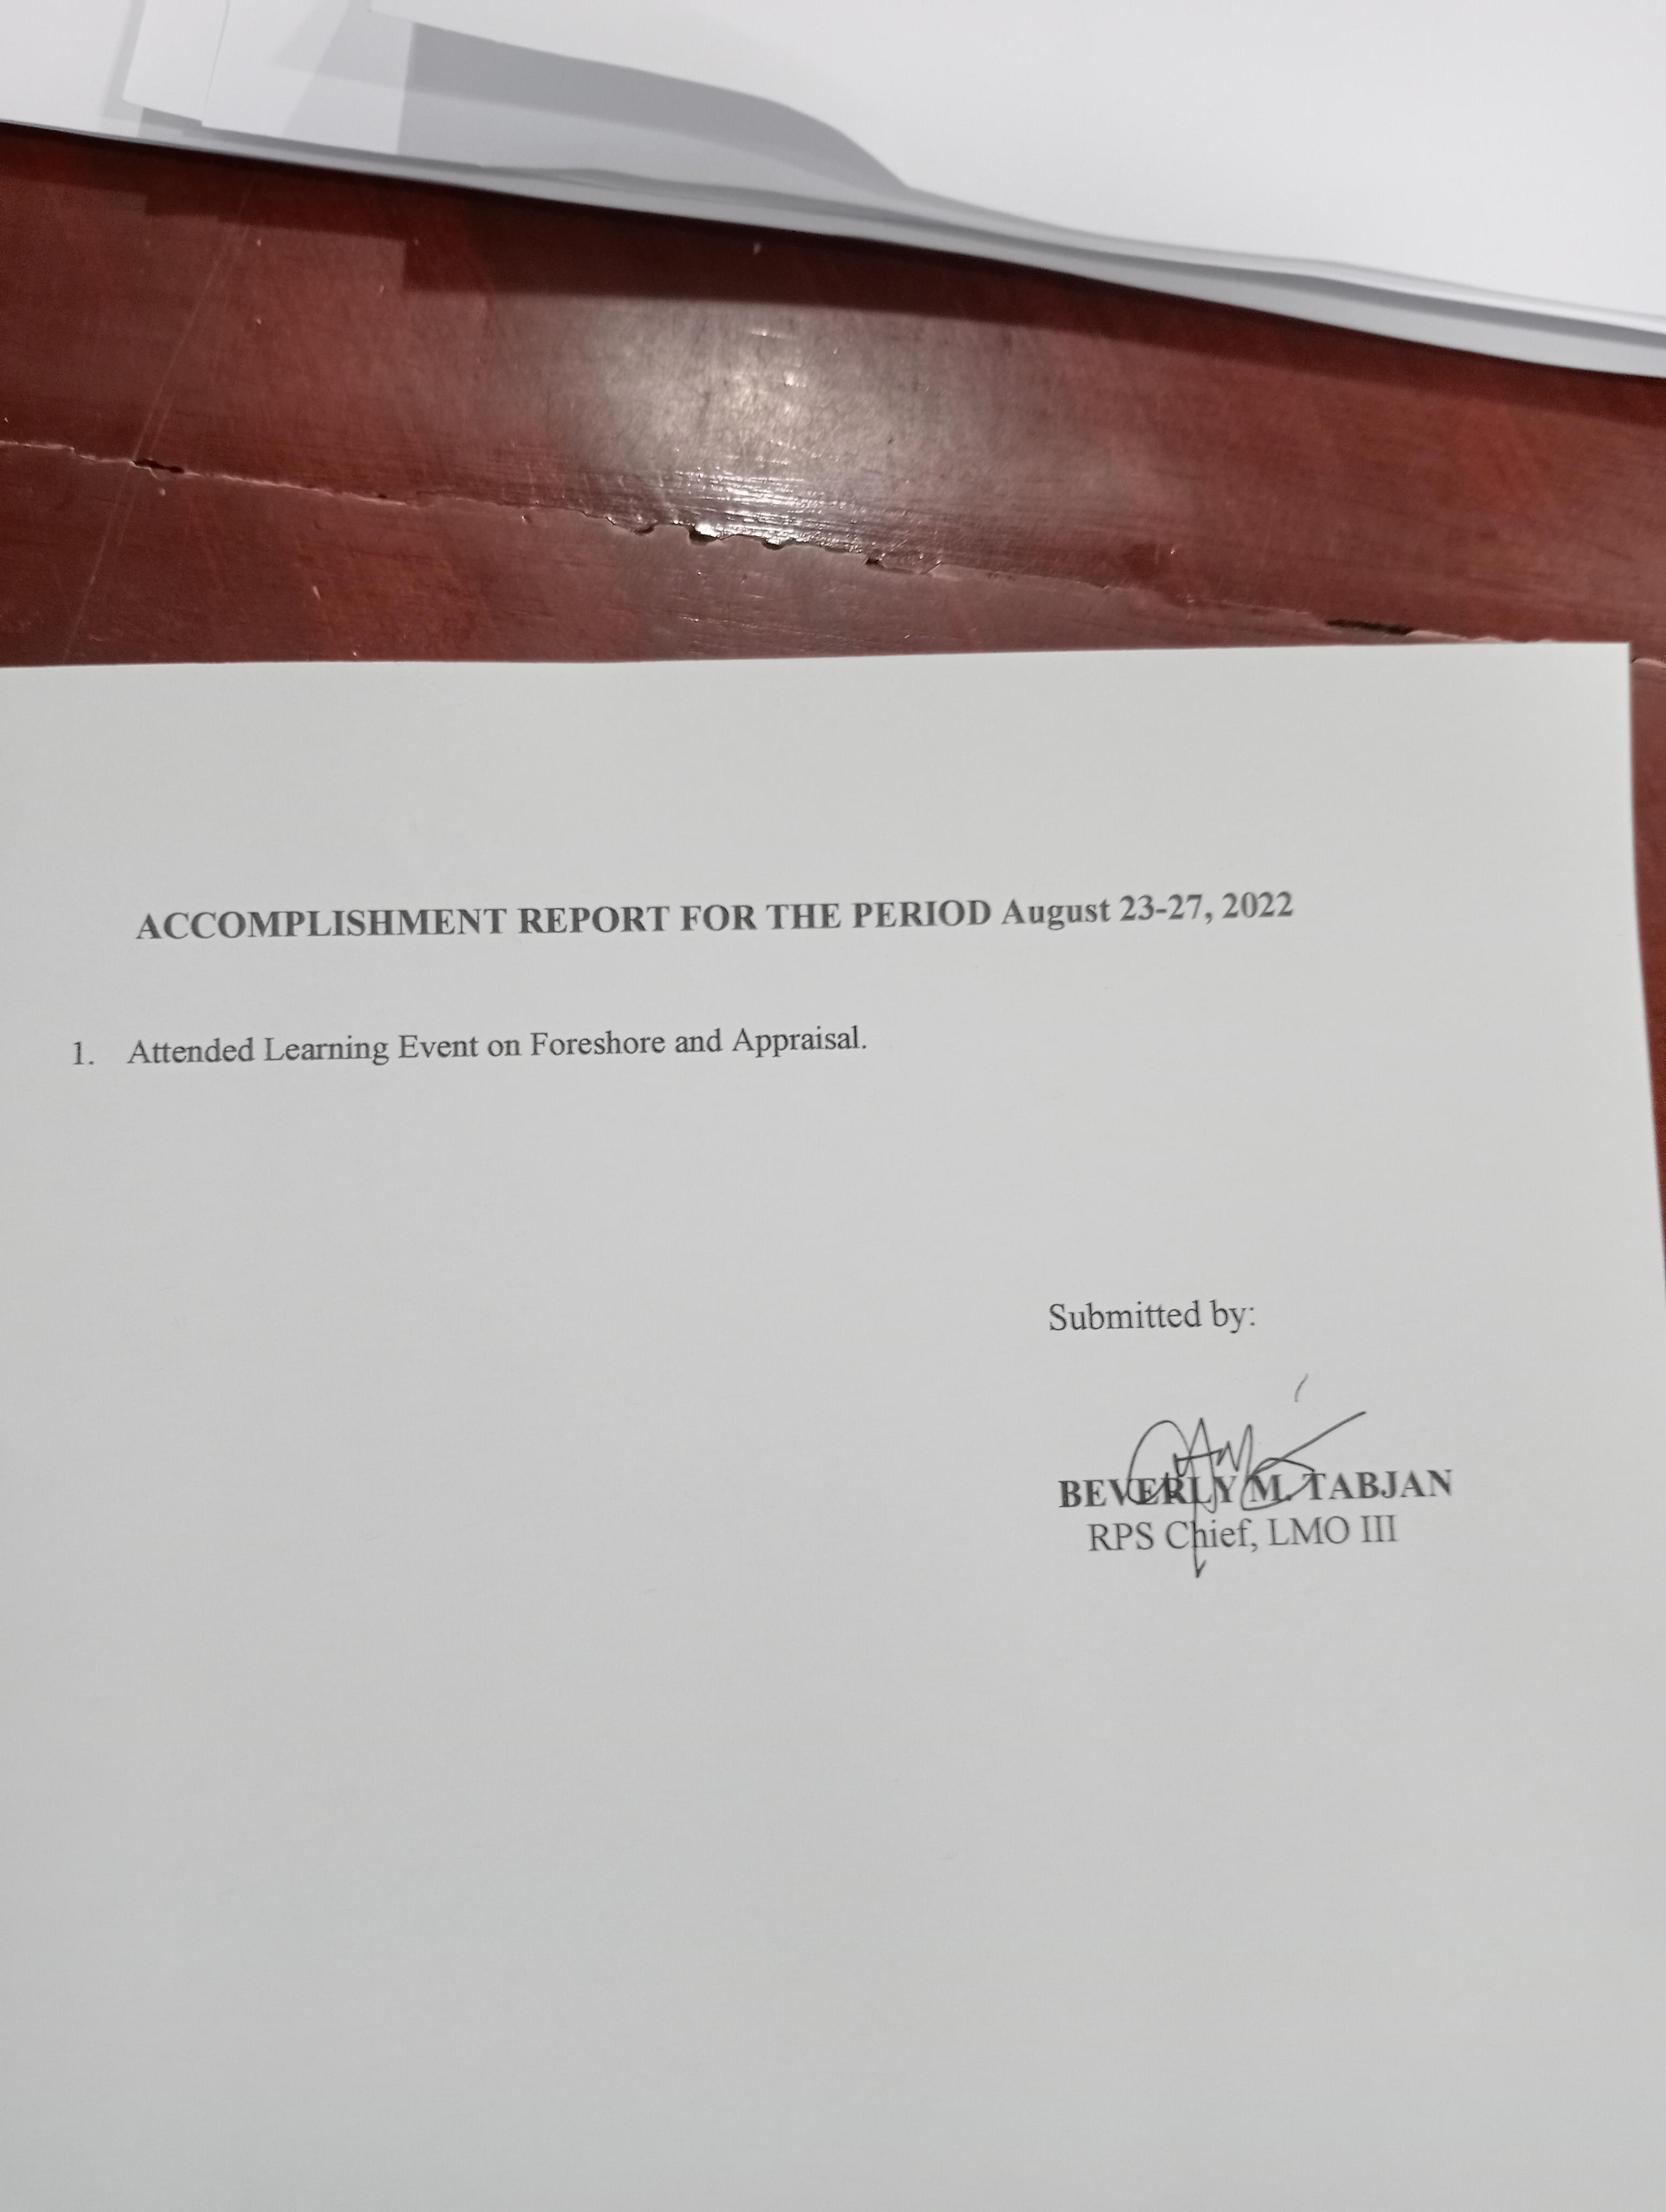 ACCOMPLISHMENT REPORT FOR THE PERIOD August 23-27, 2022
1. Attended Learning Event on Foreshore and Appraisal.
Submitted by:
BEVERLY M. TABJAN
RPS Chief, LMO III